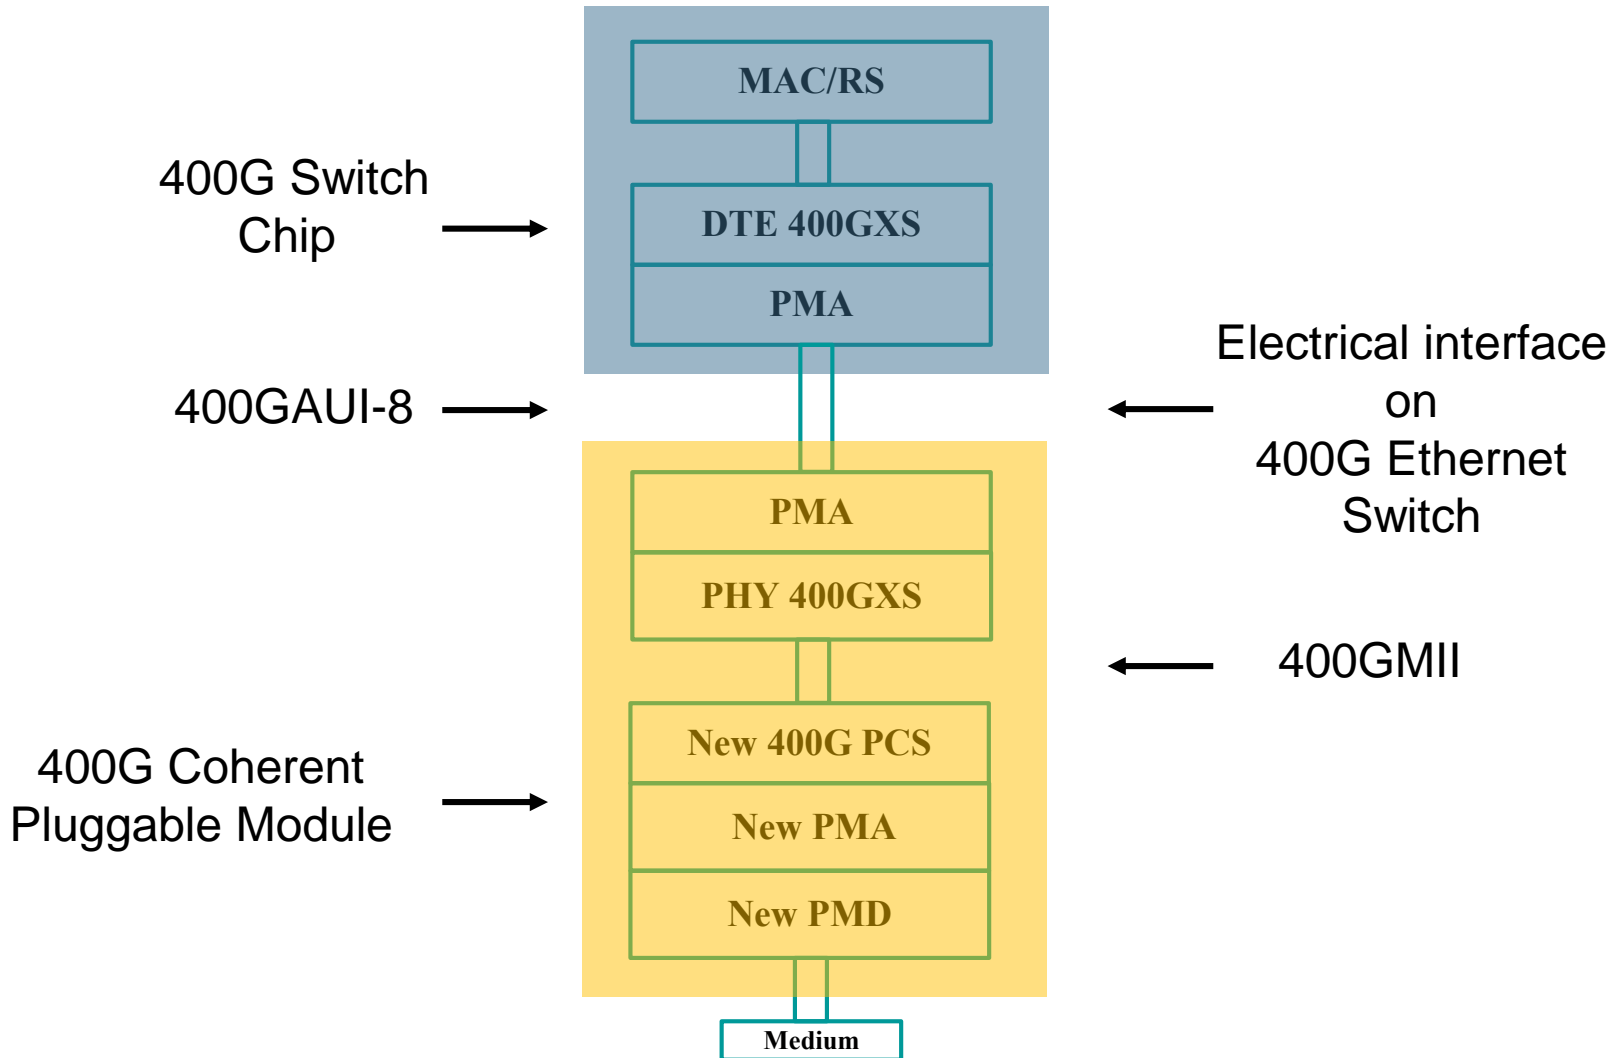 MAC/RS
400G Switch
Chip
DTE 400GXS
PMA
400GAUI-8
Electrical interface
on
400G Ethernet
Switch
PMA
PHY 400GXS
400GMII
New 400G PCS
400G Coherent
Pluggable Module
New PMA
New PMD
Medium